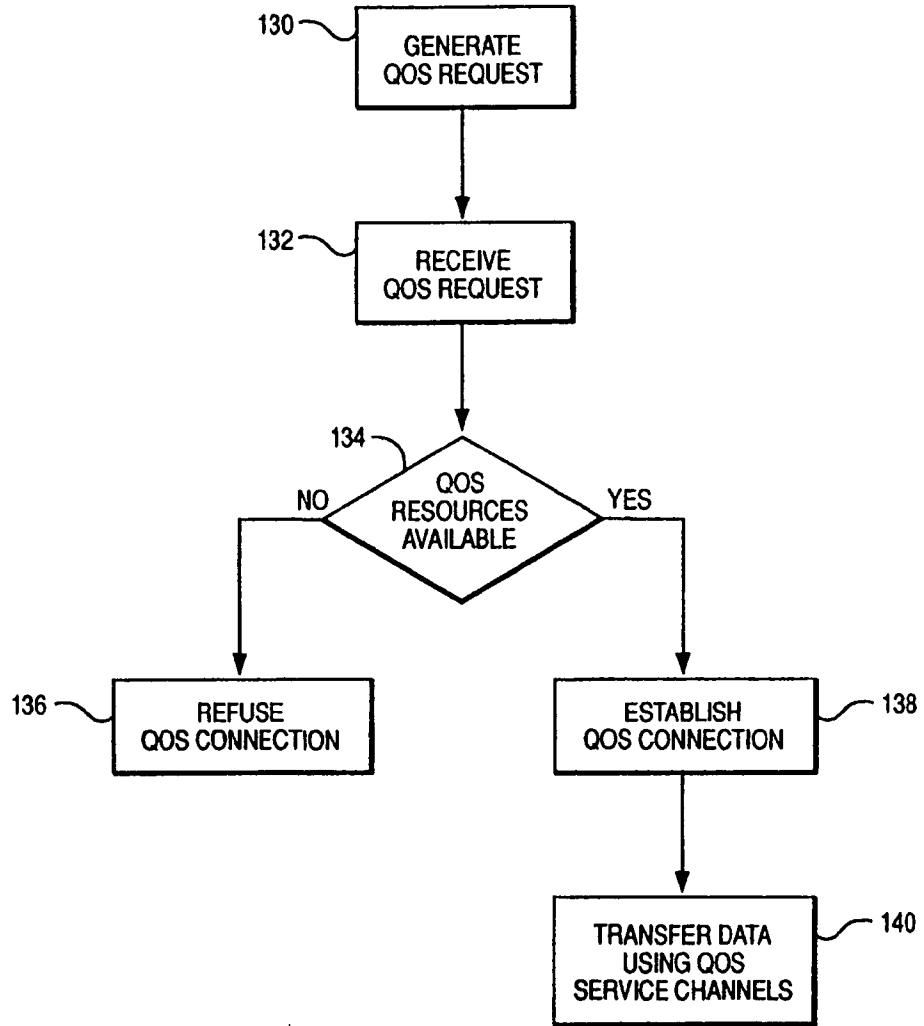 130
GENERATE
QOS REQUEST
132
RECEIVE
QOS REQUEST
134
QOS
RESOURCES
AVAILABLE
NO
YES
136
REFUSE
QOS CONNECTION
ESTABLISH
QOS CONNECTION
138
TRANSFER DATA
USING QOS
SERVICE CHANNELS
140